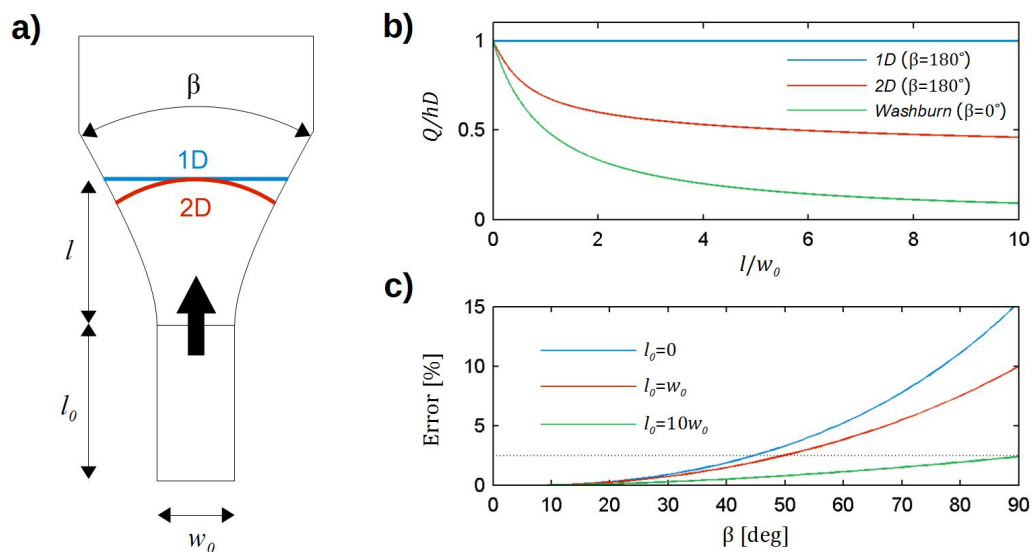 a)
β
1D
2D
l
l₀
w₀
b)
1
0.5
0
Q/hD
1D (β=180°)
2D (β=180°)
Washburn (β=0°)
0 2 4 6 8 10
l/w₀
c)
15
10
5
0
Error [%]
l₀=0
l₀=w₀
l₀=10w₀
0 10 20 30 40 50 60 70 80 90
β [deg]